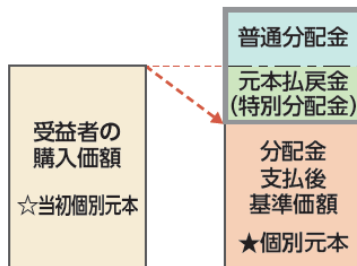 普通分配金
元本払戻金
(特別分配金)
受益者の
購入価額
☆当初個別元本
分配金
支払後
基準価額
★個別元本